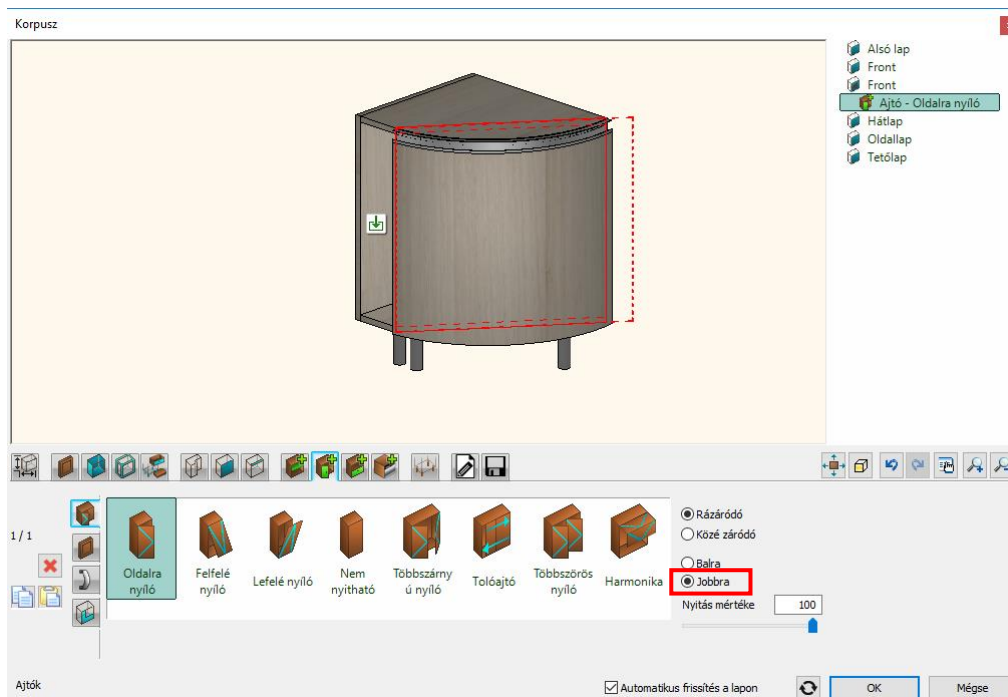 Korpusz
Alsó lap
Front
Front
Ajtó - Oldalra nyíló
Hátlap
Oldallap
Tetőlap
1 / 1
Oldalra nyíló
Felfelé nyíló
Lefelé nyíló
Nem nyitható
Többszárny ú nyíló
Tolóajtó
Többszörös nyíló
Harmonika
Rázáródó
Közé záródó
Balra
Jobbra
Nyitás mértéke 100
Ajtók
Automatikus frissítés a lapon
OK
Mégse